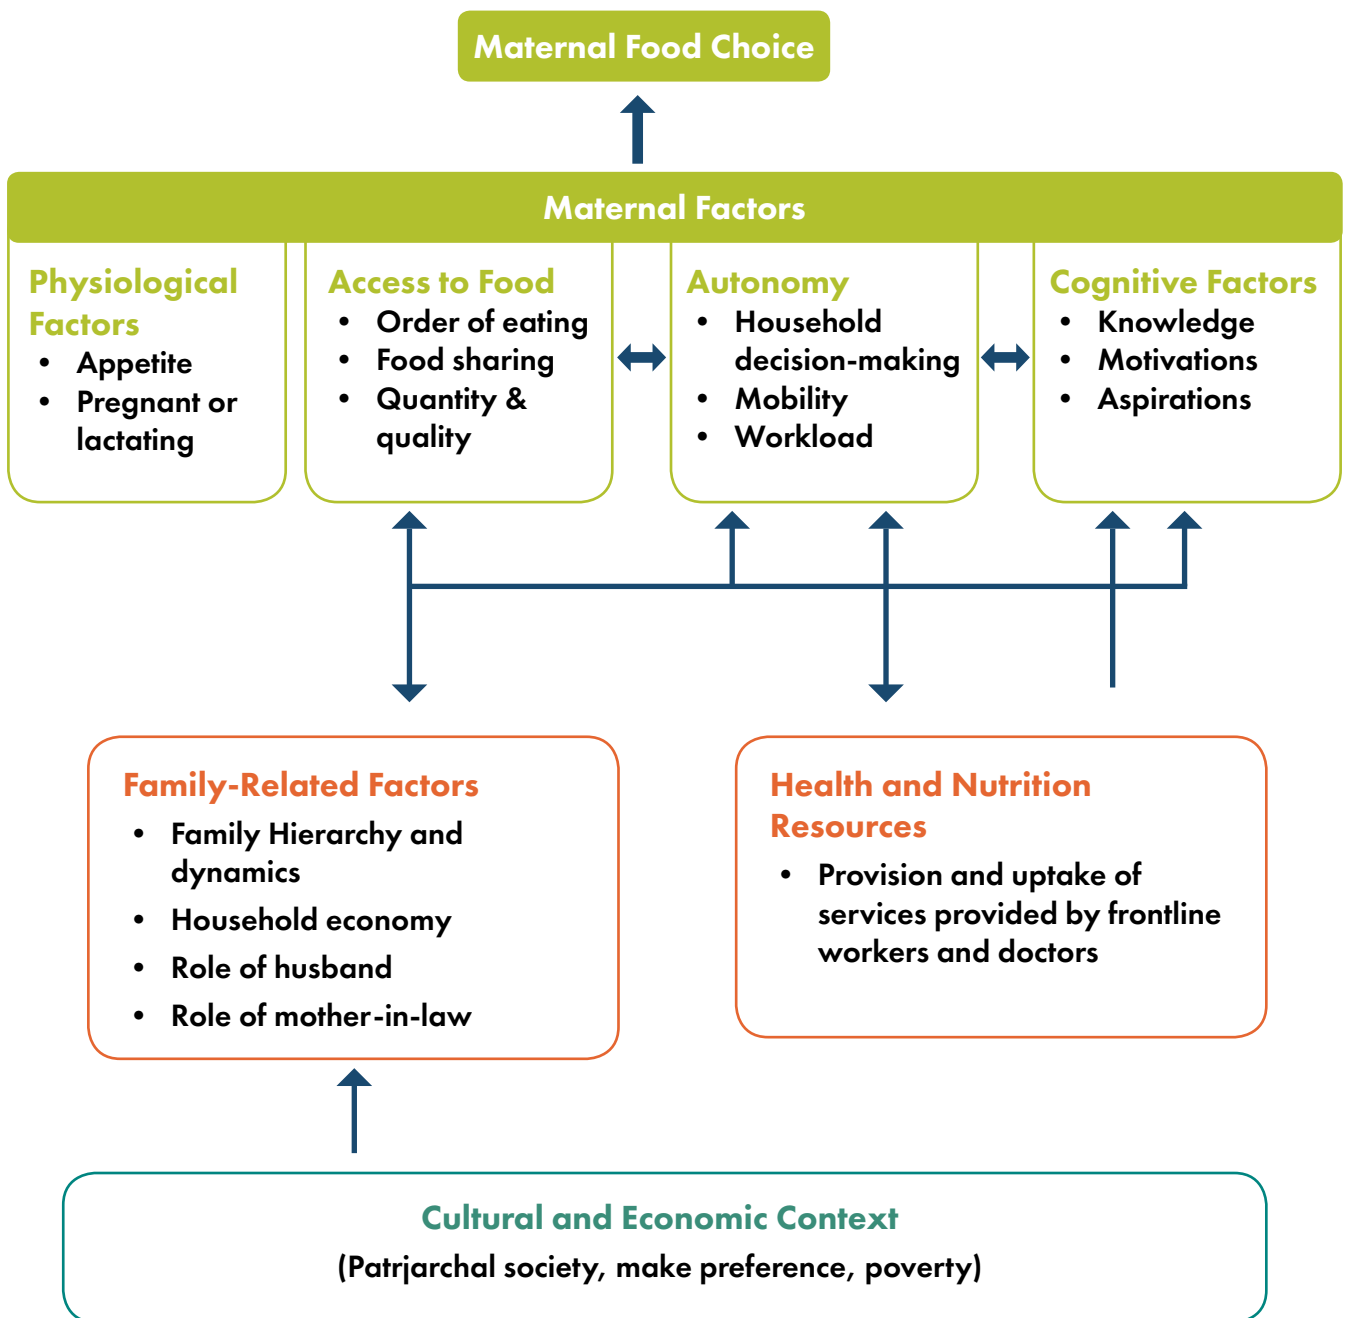 Maternal Food Choice
Maternal Factors
Physiological
Factors
• Appetite
• Pregnant or
lactating
Access to Food
• Order of eating
• Food sharing
• Quantity &
quality
Autonomy
• Household
decision-making
• Mobility
• Workload
Cognitive Factors
• Knowledge
• Motivations
• Aspirations
Family-Related Factors
• Family Hierarchy and
dynamics
• Household economy
• Role of husband
• Role of mother-in-law
Health and Nutrition
Resources
• Provision and uptake of
services provided by frontline
workers and doctors
Cultural and Economic Context
(Patrjarchal society, make preference, poverty)